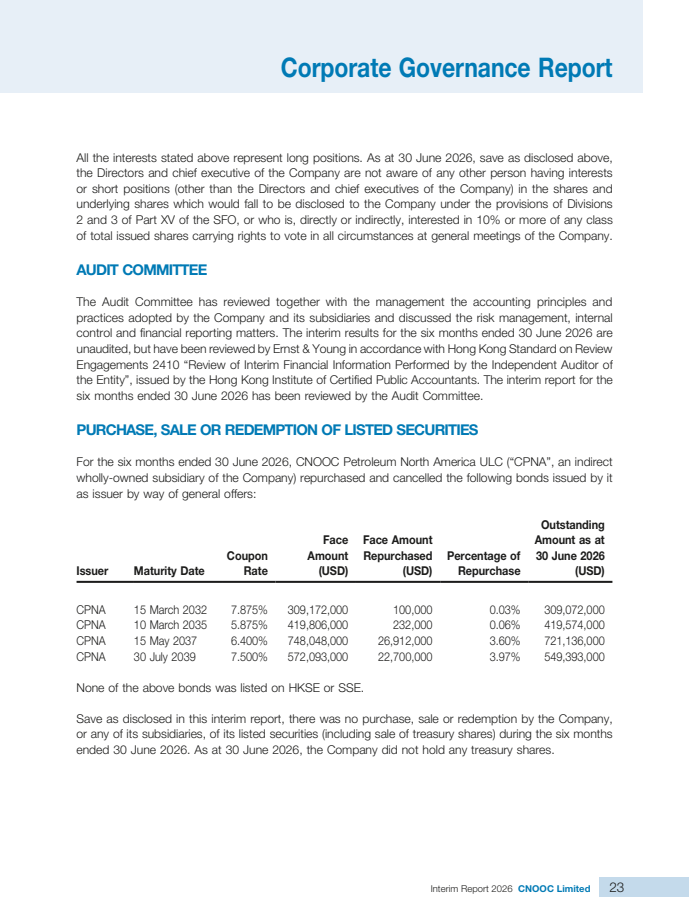 Corporate Governance Report
All the interests stated above represent long positions. As at 30 June 2026, save as disclosed above,
the Directors and chief executive of the Company are not aware of any other person having interests
or short positions (other than the Directors and chief executives of the Company) in the shares and
underlying shares which would fall to be disclosed to the Company under the provisions of Divisions
2 and 3 of Part XV of the SFO, or who is, directly or indirectly, interested in 10% or more of any class
of total issued shares carrying rights to vote in all circumstances at general meetings of the Company.
AUDIT COMMITTEE
The Audit Committee has reviewed together with the management the accounting principles and
practices adopted by the Company and its subsidiaries and discussed the risk management, internal
control and financial reporting matters. The interim results for the six months ended 30 June 2026 are
unaudited, but have been reviewed by Ernst & Young in accordance with Hong Kong Standard on Review
Engagements 2410 “Review of Interim Financial Information Performed by the Independent Auditor of
the Entity”, issued by the Hong Kong Institute of Certified Public Accountants. The interim report for the
six months ended 30 June 2026 has been reviewed by the Audit Committee.
PURCHASE, SALE OR REDEMPTION OF LISTED SECURITIES
For the six months ended 30 June 2026, CNOOC Petroleum North America ULC (“CPNA”, an indirect
wholly-owned subsidiary of the Company) repurchased and cancelled the following bonds issued by it
as issuer by way of general offers:
Outstanding
Face Face Amount Amount as at
Coupon Amount Repurchased Percentage of 30 June 2026
Issuer Maturity Date Rate (USD) (USD) Repurchase (USD)
CPNA 15 March 2032 7.875% 309,172,000 100,000 0.03% 309,072,000
CPNA 10 March 2035 5.875% 419,806,000 232,000 0.06% 419,574,000
CPNA 15 May 2037 6.400% 748,048,000 26,912,000 3.60% 721,136,000
CPNA 30 July 2039 7.500% 572,093,000 22,700,000 3.97% 549,393,000
None of the above bonds was listed on HKSE or SSE.
Save as disclosed in this interim report, there was no purchase, sale or redemption by the Company,
or any of its subsidiaries, of its listed securities (including sale of treasury shares) during the six months
ended 30 June 2026. As at 30 June 2026, the Company did not hold any treasury shares.
Interim Report 2026 CNOOC Limited 23